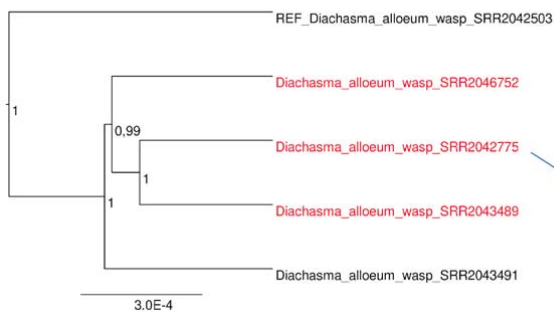 REF_Diachasma_alloeum_wasp_SRR2042503
Diachasma_alloeum_wasp_SRR2046752
1
0,99
Diachasma_alloeum_wasp_SRR2042775
1
1
Diachasma_alloeum_wasp_SRR2043489
Diachasma_alloeum_wasp_SRR2043491
3.0E-4